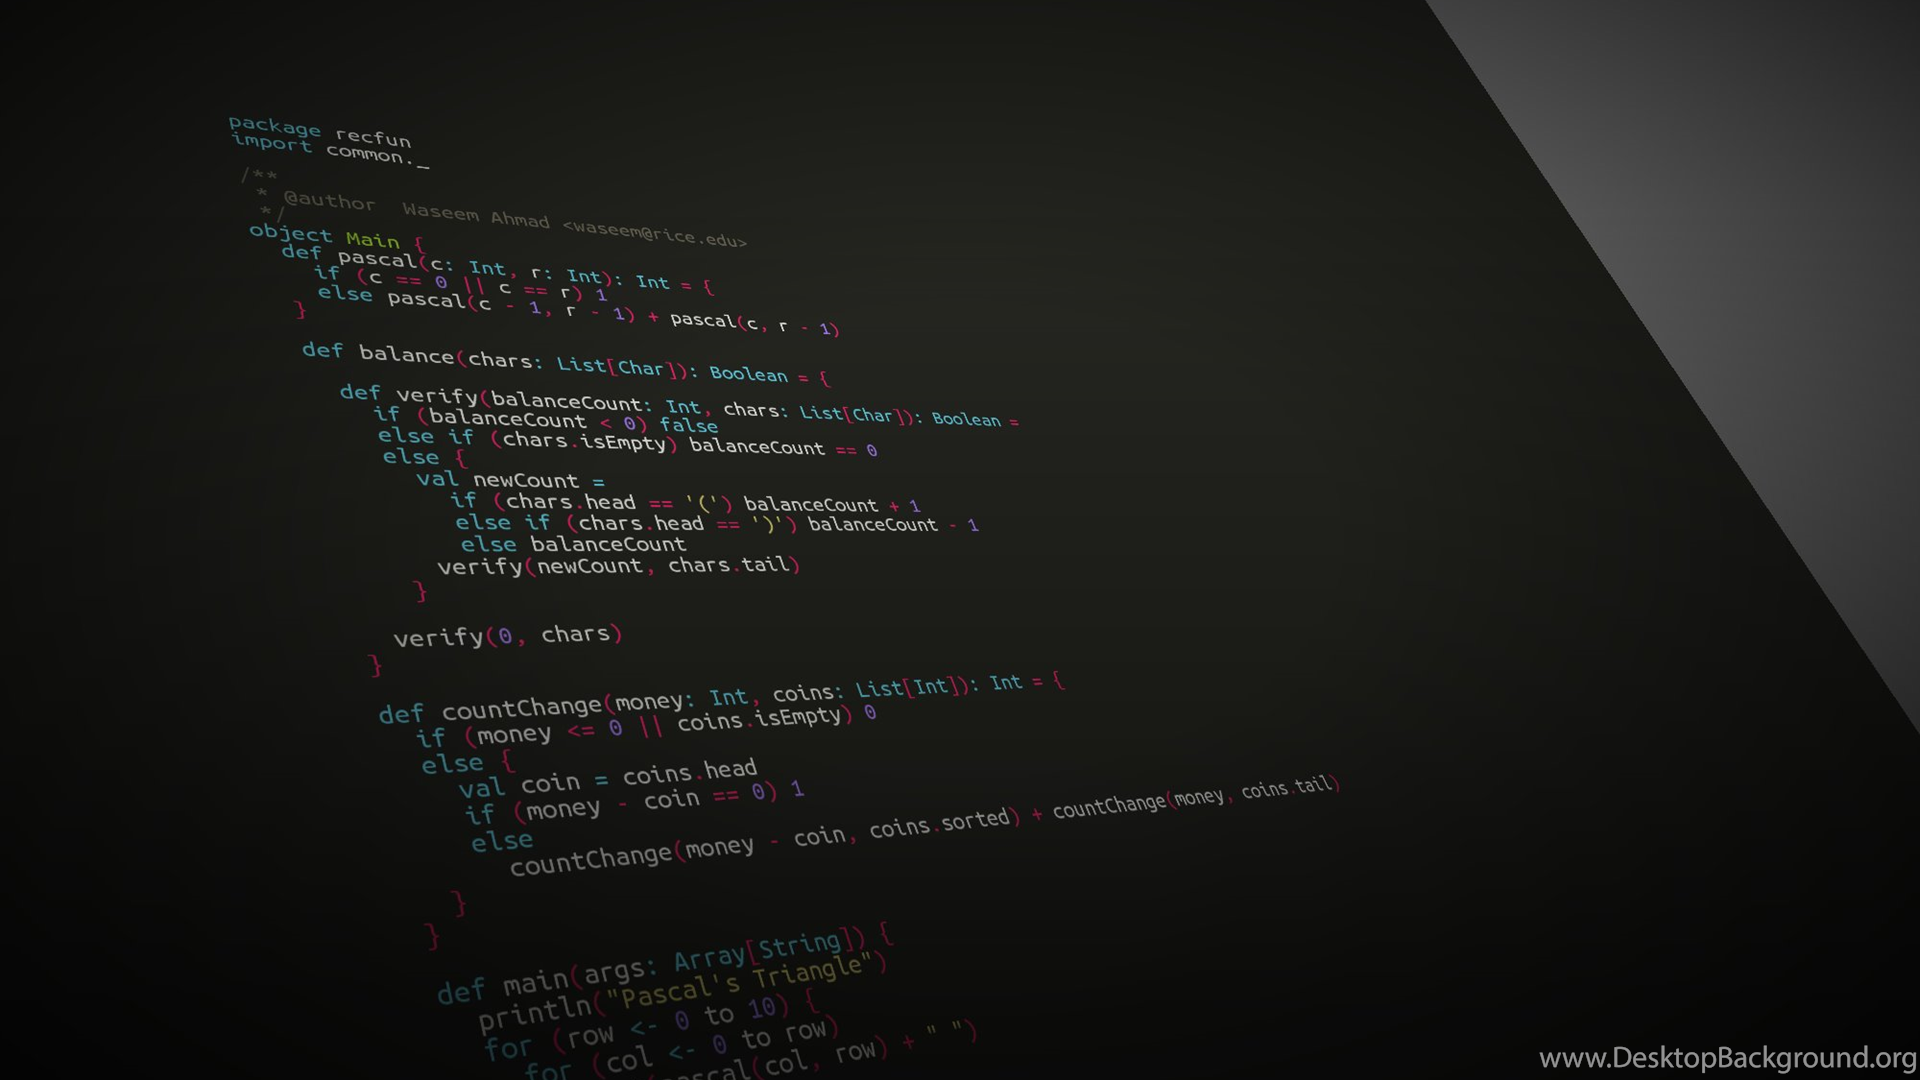 package recfun
import common._
/**
 * @author  Waseem Ahmad <waseem@rice.edu>
 */
object Main {
  def pascal(c: Int, r: Int): Int = {
    if (c == 0 || c == r) 1
    else pascal(c - 1, r - 1) + pascal(c, r - 1)
  }
  def balance(chars: List[Char]): Boolean = {
    def verify(balanceCount: Int, chars: List[Char]): Boolean =
      if (balanceCount < 0) false
      else if (chars.isEmpty) balanceCount == 0
      else {
        val newCount =
          if (chars.head == '(') balanceCount + 1
          else if (chars.head == ')') balanceCount - 1
          else balanceCount
        verify(newCount, chars.tail)
      }
    verify(0, chars)
  }
  def countChange(money: Int, coins: List[Int]): Int = {
    if (money <= 0 || coins.isEmpty) 0
    else {
      val coin = coins.head
      if (money - coin == 0) 1
      else
        countChange(money - coin, coins.sorted) + countChange(money, coins.tail)
    }
  }
  def main(args: Array[String]) {
    println("Pascal's Triangle")
    for (row <- 0 to 10) {
      for (col <- 0 to row)
        (pascal(col, row) + " ")
www.DesktopBackground.org